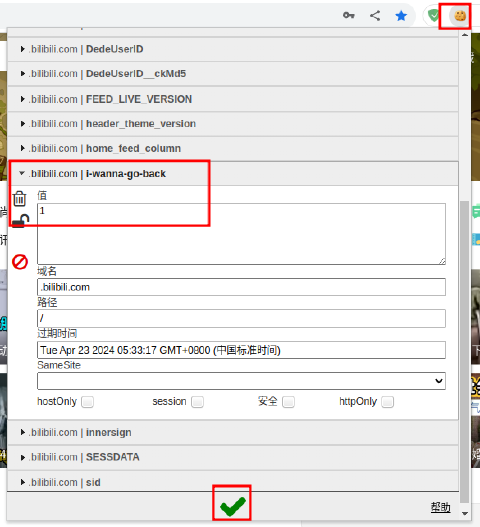 .bilibili.com | DedeUserID
.bilibili.com | DedeUserID__ckMd5
.bilibili.com | FEED_LIVE_VERSION
.bilibili.com | header_theme_version
.bilibili.com | home_feed_column
.bilibili.com | i-wanna-go-back
值
1
域名
.bilibili.com
路径
/
过期时间
Tue Apr 23 2024 05:33:17 GMT+0800 (中国标准时间)
SameSite
hostOnly session 安全 httpOnly
.bilibili.com | innersign
.bilibili.com | SESSDATA
.bilibili.com | sid
帮助